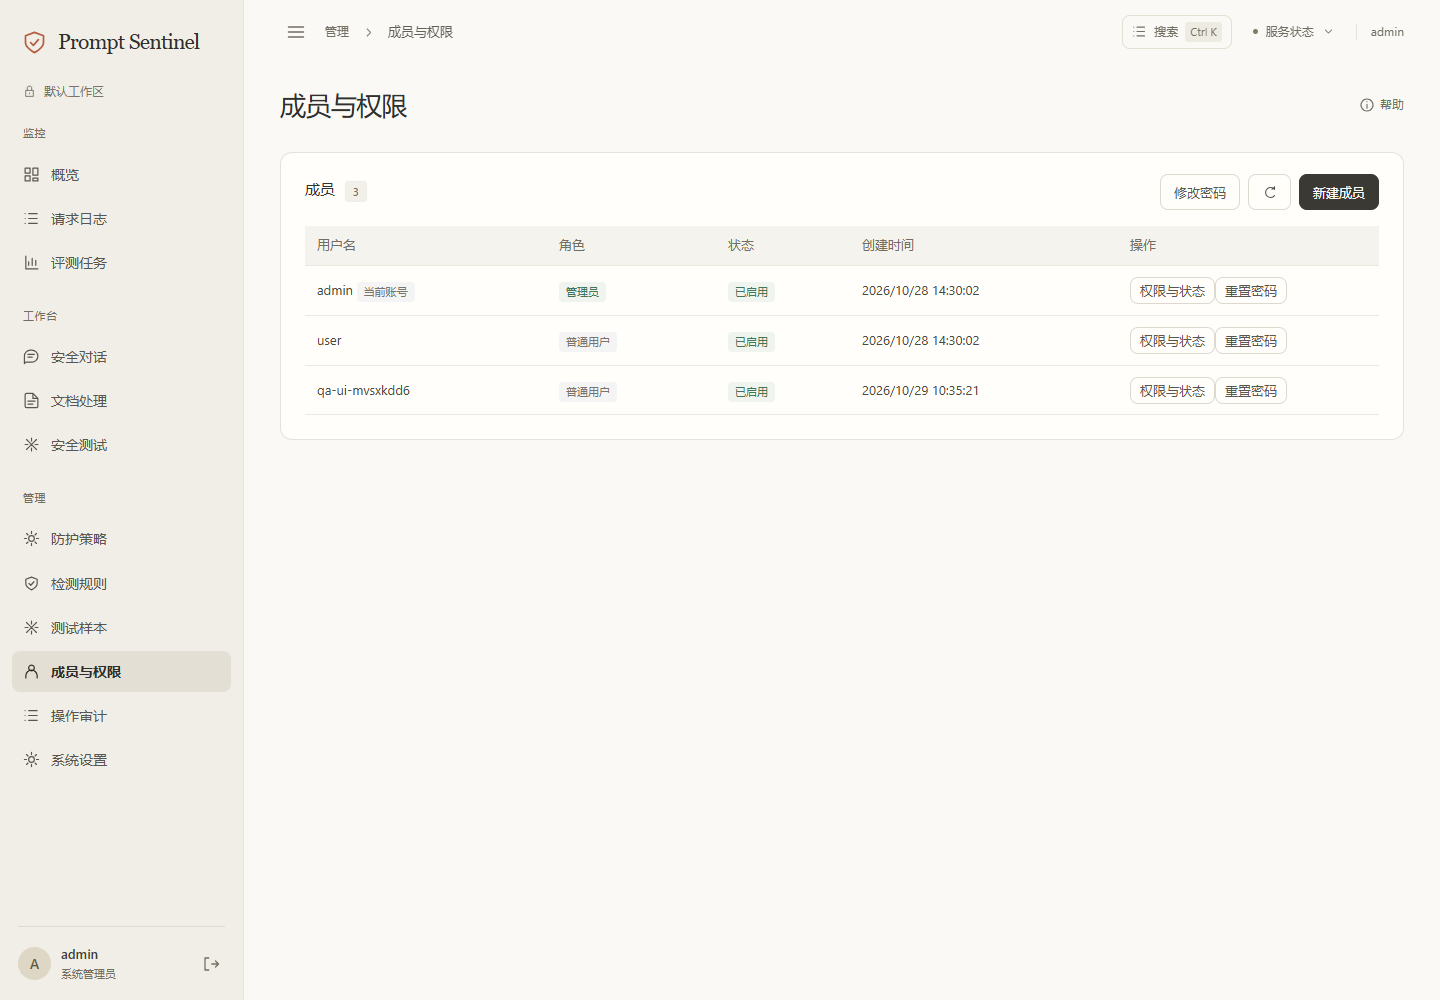 Prompt Sentinel
默认工作区
监控
概览
请求日志
评测任务
工作台
安全对话
文档处理
安全测试
管理
防护策略
检测规则
测试样本
成员与权限
操作审计
系统设置
A
admin
系统管理员
管理 成员与权限
搜索 Ctrl K 服务状态 admin
成员与权限
帮助
成员 3
修改密码 新建成员
用户名 角色 状态 创建时间 操作
admin 当前账号 管理员 已启用 2026/10/28 14:30:02 权限与状态 重置密码
user 普通用户 已启用 2026/10/28 14:30:02 权限与状态 重置密码
qa-ui-mvsxkdd6 普通用户 已启用 2026/10/29 10:35:21 权限与状态 重置密码